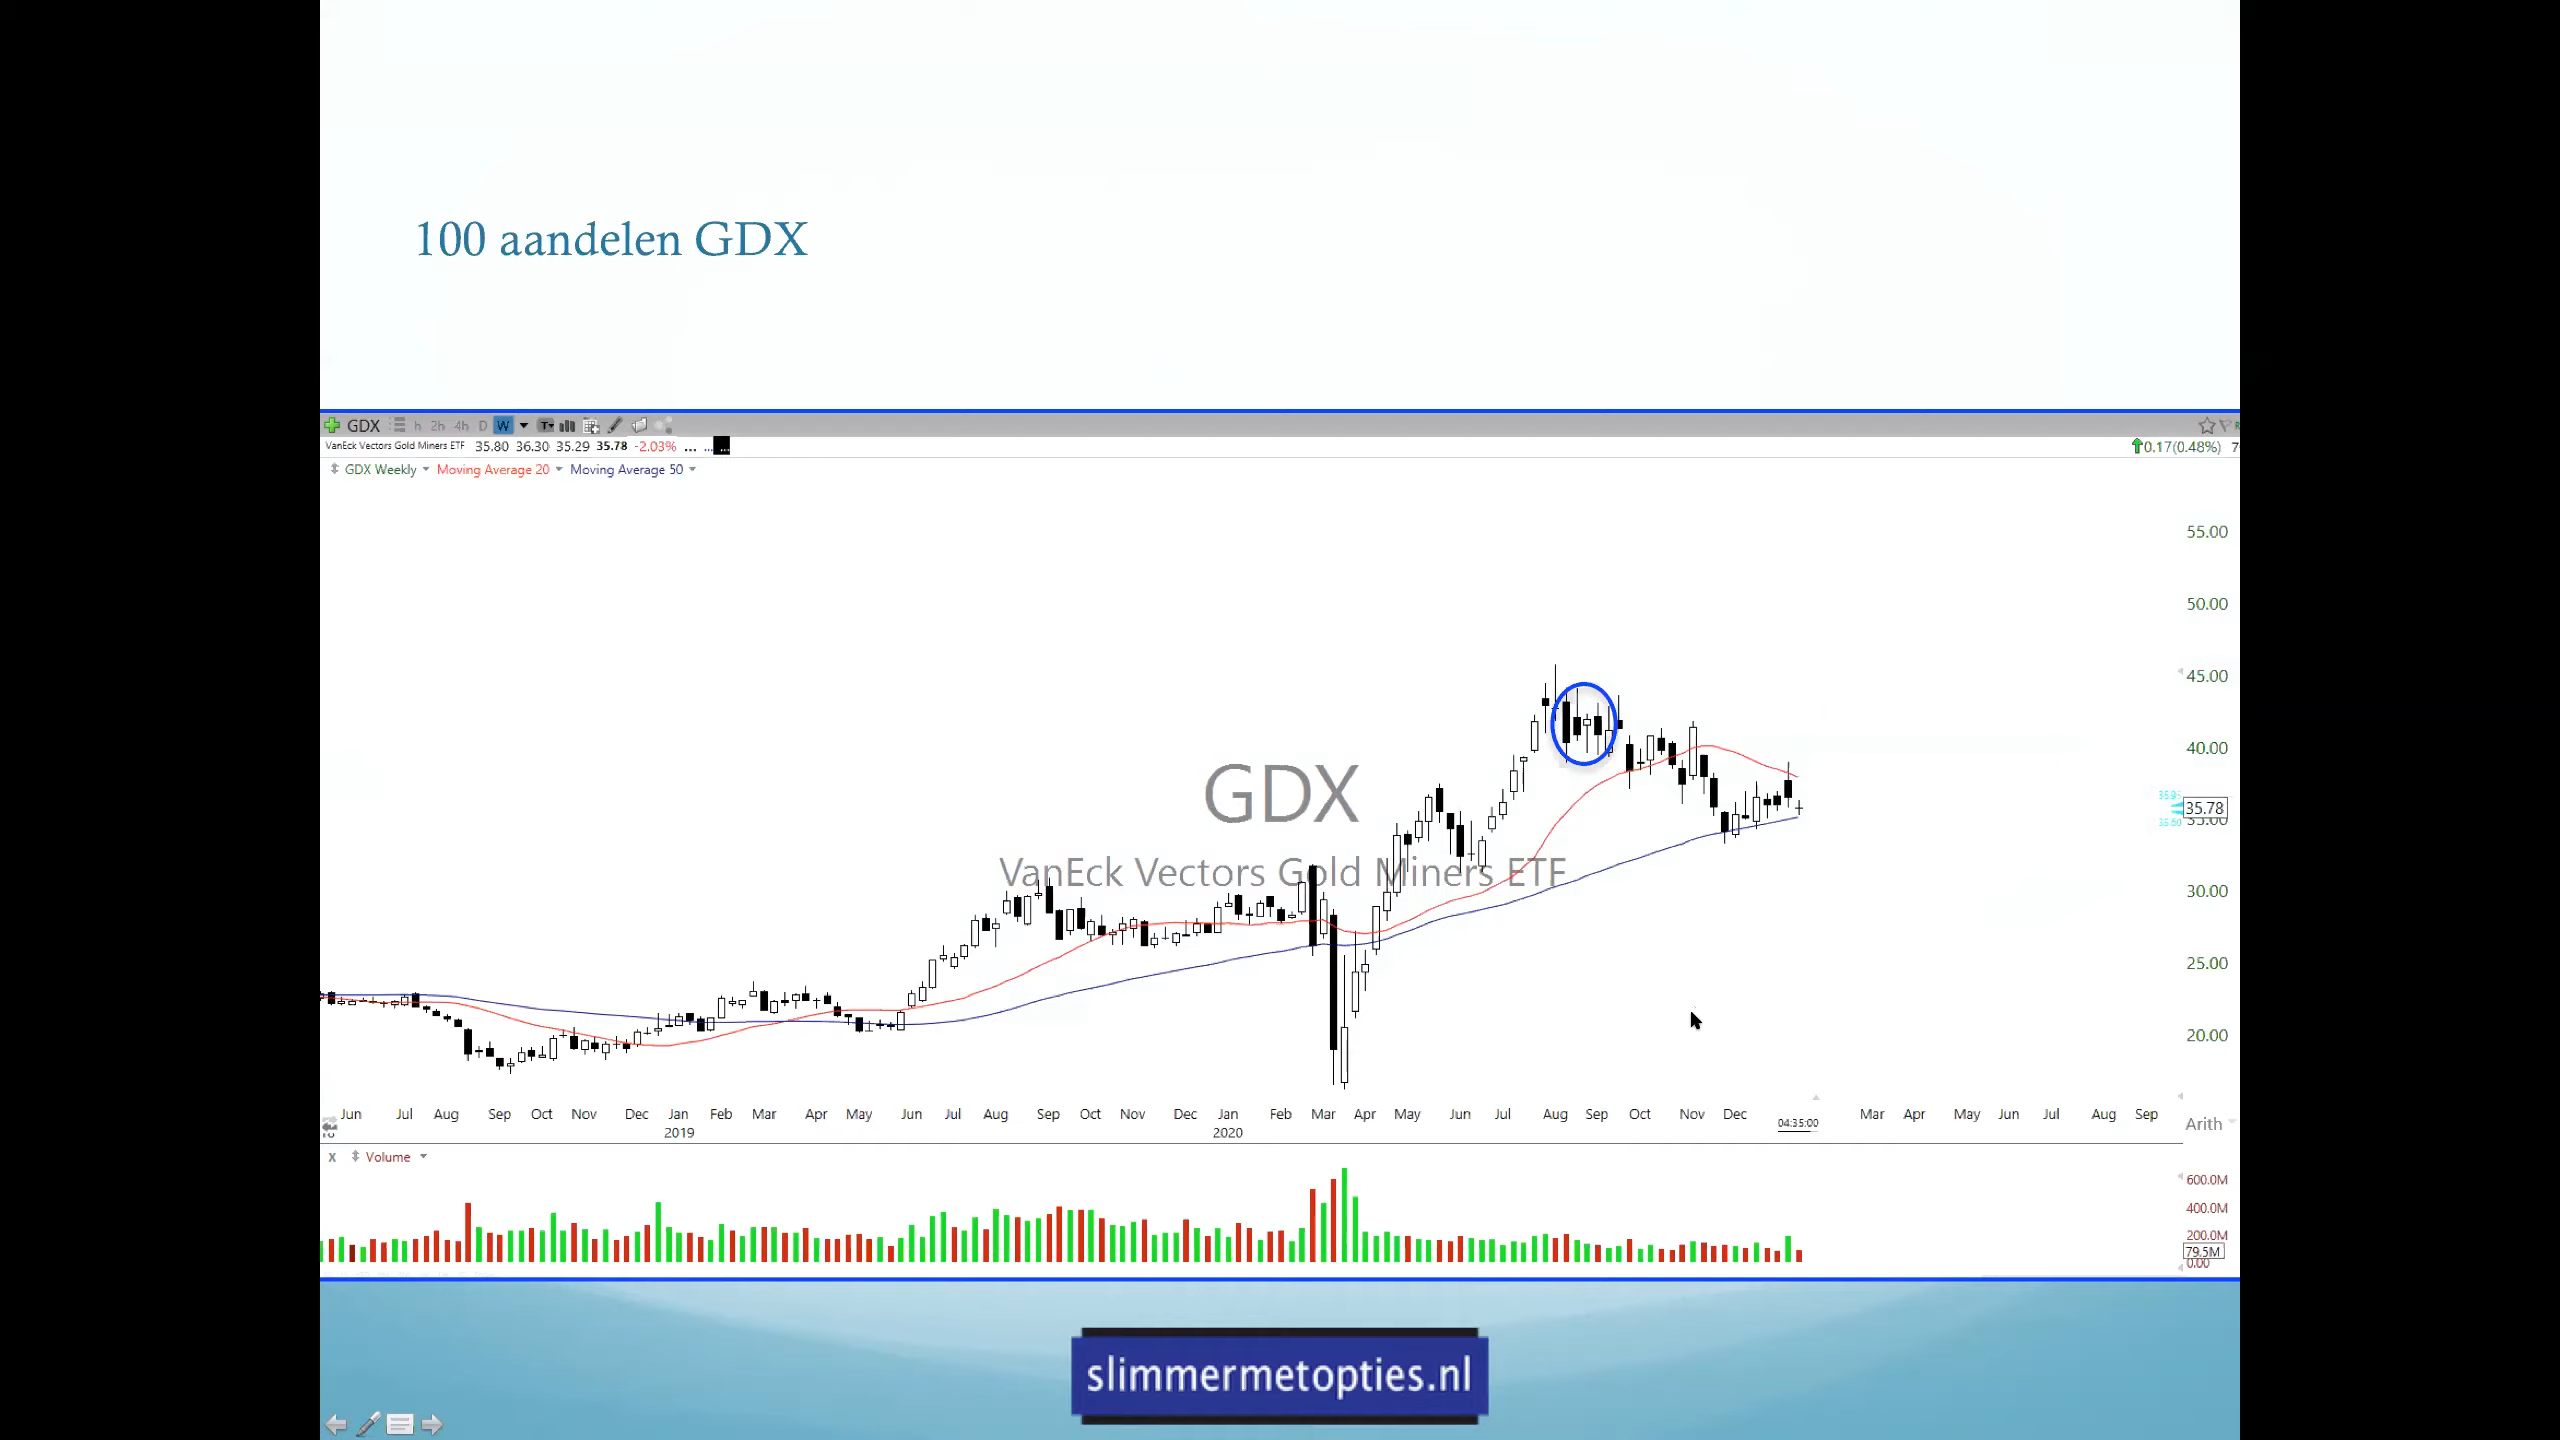 100 aandelen GDX
GDX h 2h 4h D W T
VanEck Vectors Gold Miners ETF 35.80 36.30 35.29 35.78 -2.03% ... ... 0.17(0.48%) 7
GDX Weekly Moving Average 20 Moving Average 50
55.00
50.00
45.00
40.00
GDX
35.78
35.00
VanEck Vectors Gold Miners ETF
30.00
25.00
20.00
Jun Jul Aug Sep Oct Nov Dec Jan Feb Mar Apr May Jun Jul Aug Sep Oct Nov Dec Jan Feb Mar Apr May Jun Jul Aug Sep Oct Nov Dec Mar Apr May Jun Jul Aug Sep Arith
2019 2020 04:35:00
x Volume
600.0M
400.0M
200.0M
79.5M
0.00
slimmermetopties.nl